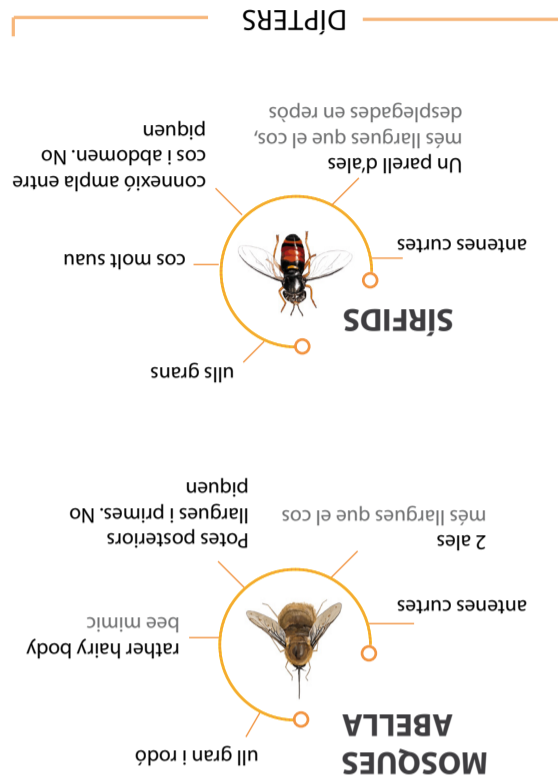 MOSQUES
ABELLA
ull gran i rodó
antenes curtes
rather hairy body
bee mimic
2 ales
més llargues que el cos
Potes posteriors
llargues i primes. No
piquen
SÍRFIDS
ulls grans
antenes curtes
cos molt suau
Un parell d'ales
més llargues que el cos,
desplegades en repòs
connexió ampla entre
cos i abdomen. No
piquen
DÍPTERS